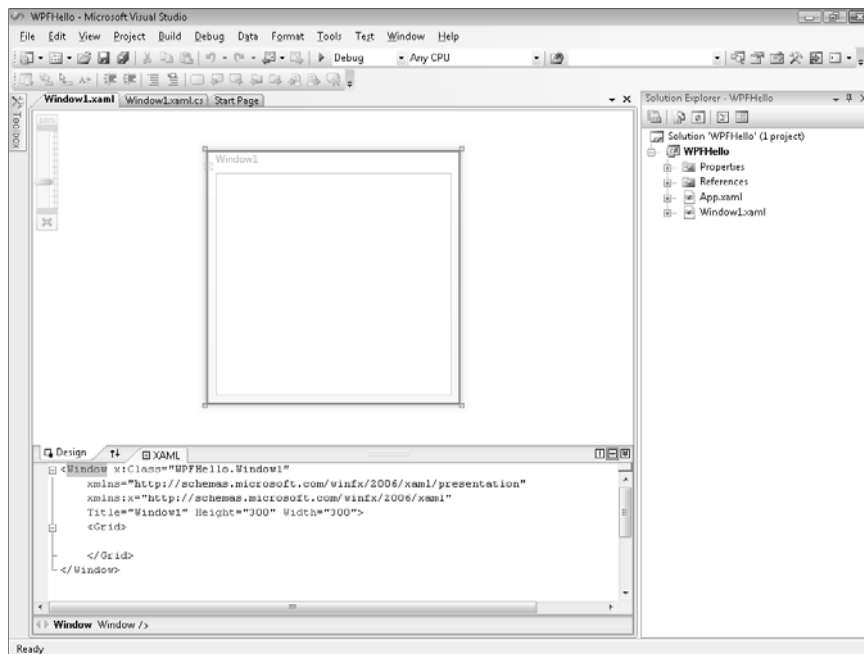 WPFHello - Microsoft Visual Studio
File Edit View Project Build Debug Data Format Tools Test Window Help
Debug Any CPU
Toolbox
Window1.xaml Window1.xaml.cs Start Page
100%
Window1
Solution Explorer - WPFHello
Solution 'WPFHello' (1 project)
WPFHello
Properties
References
App.xaml
Window1.xaml
Design XAML
<Window x:Class="WPFHello.Window1"
xmlns="http://schemas.microsoft.com/winfx/2006/xaml/presentation"
xmlns:x="http://schemas.microsoft.com/winfx/2006/xaml"
Title="Window1" Height="300" Width="300">
<Grid>
</Grid>
</Window>
Window Window />
Ready